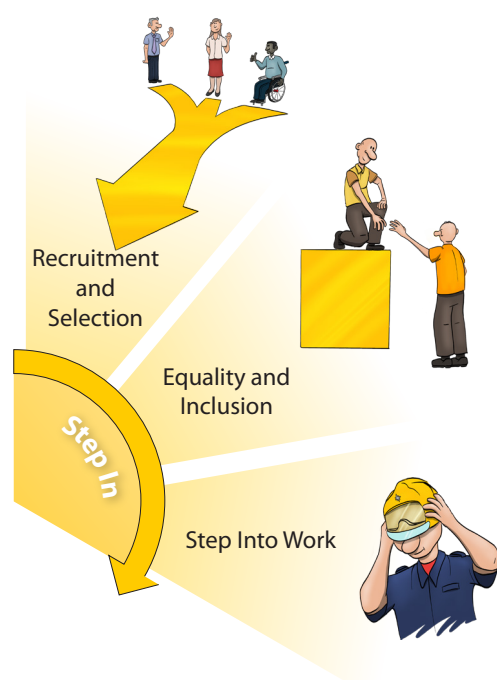 Recruitment
and
Selection
Equality and
Inclusion
Step In
Step Into Work